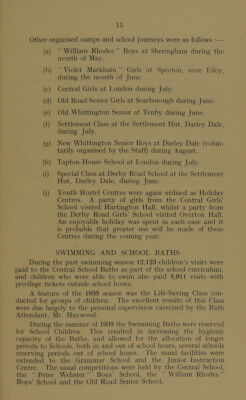 15
Other organised camps and school journeys were as follows :—
(a) "William Rhodes" Boys at Sheringham during the
month of May.
(b) "Violet Markham" Girls at Speeton, near Filey,
during the month of June.
(c) Central Girls at London during July.
(d) Old Road Senior Girls at Scarborough during June.
(e) Old Whittington Senior at Tenby during June.
(f) Settlement Class at the Settlement Hut, Darley Dale,
during July.
(g) New Whittington Senior Boys at Darley Dale (volun-
tarily organised by the Staff) during August.
(h) Tapton House School at London during July.
(i) Special Class at Derby Road School at the Settlement
Hut, Darley Dale, during June.
(j) Youth Hostel Centres were again utilised as Holiday
Centres. A party of girls from the Central Girls'
School visited Hartington Hall, whilst a party from
the Derby Road Girls' School visited Overton Hall.
An enjoyable holiday was spent in each case and it
is probable that greater use will be made of these
Centres during the coming year.
SWIMMING AND SCHOOL BATHS.
During the past swimming season 12,123 children's visits were
paid to the Central School Baths as part of the school curriculum,
and children who were able to swim also paid 5,911 visits with
privilege tickets outside school hours.
A feature of the 1935 season was the Life-Saving Class con-
ducted for groups of children. The excellent results of this Class
were due largely to the personal supervision exercised by the Bath
Attendant, Mr. Haywood.
During the summer of 1935 the Swimming Baths were reserved
for School Children. This resulted in increasing the hygienic
capacity of the Baths, and allowed for the allocation of longer
periods to Schools, both in and out of school hours, several schools
reserving periods out of school hours. The usual facilities were
extended to the Grammar School and the Junior Instruction
Centre. The usual competitions were held by the Central School,
the "Peter Webster" Boys' School, the "William Rhodes"
Boys' School and the Old Road Senior School.